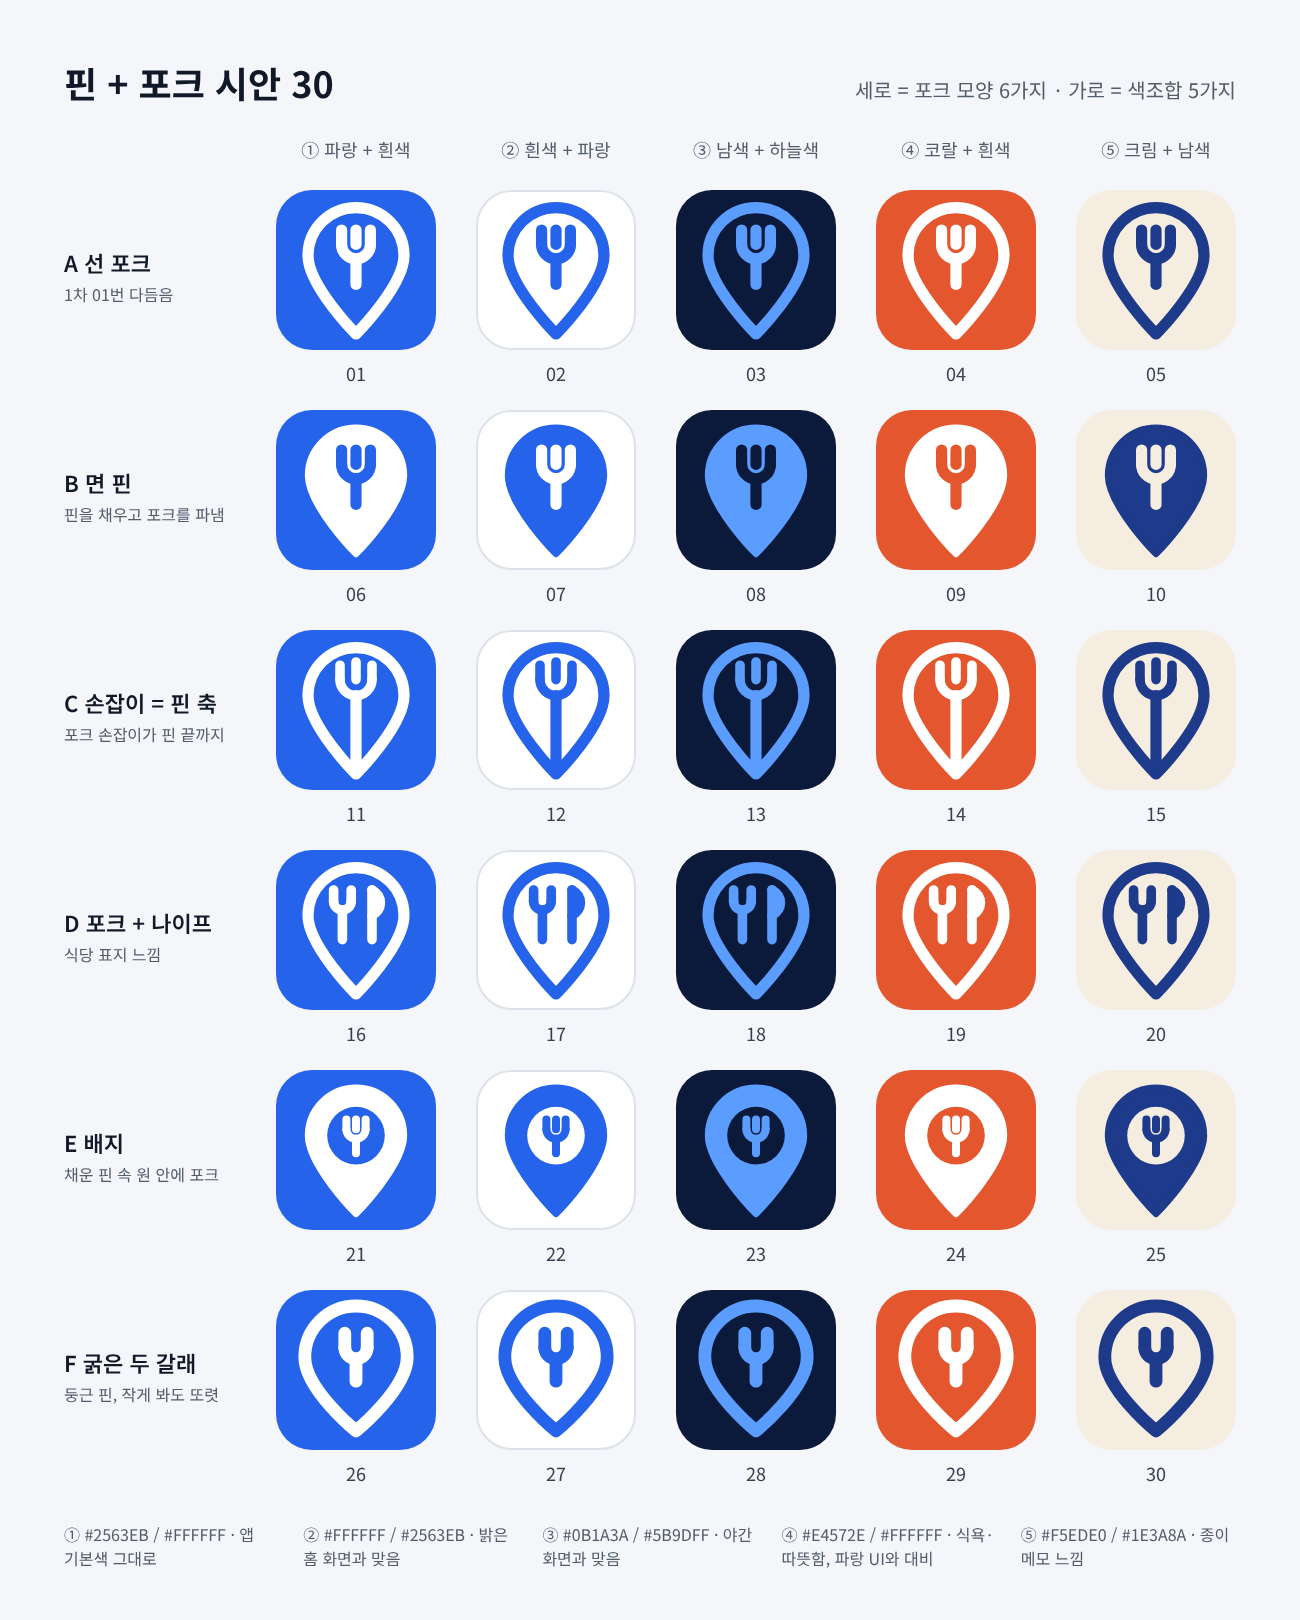 핀 + 포크 시안 30
세로 = 포크 모양 6가지 · 가로 = 색조합 5가지
① 파랑 + 흰색
② 흰색 + 파랑
③ 남색 + 하늘색
④ 코랄 + 흰색
⑤ 크림 + 남색
A 선 포크
1차 01번 다듬음
01
02
03
04
05
B 면 핀
핀을 채우고 포크를 파냄
06
07
08
09
10
C 손잡이 = 핀 축
포크 손잡이가 핀 끝까지
11
12
13
14
15
D 포크 + 나이프
식당 표지 느낌
16
17
18
19
20
E 배지
채운 핀 속 원 안에 포크
21
22
23
24
25
F 굵은 두 갈래
둥근 핀, 작게 봐도 또렷
26
27
28
29
30
① #2563EB / #FFFFFF · 앱
기본색 그대로
② #FFFFFF / #2563EB · 밝은
홈 화면과 맞음
③ #0B1A3A / #5B9DFF · 야간
화면과 맞음
④ #E4572E / #FFFFFF · 식욕·
따뜻함, 파랑 UI와 대비
⑤ #F5EDE0 / #1E3A8A · 종이
메모 느낌